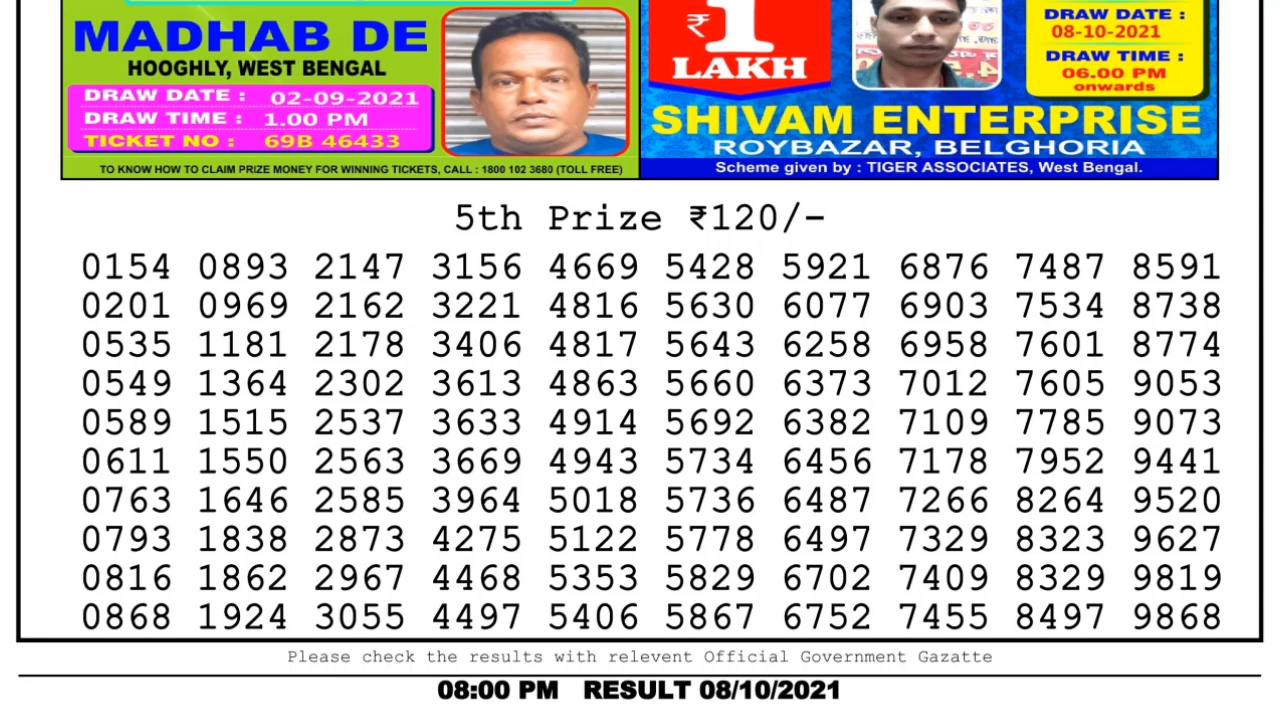 MADHAB DE
HOOGHLY, WEST BENGAL
DRAW DATE : 02-09-2021
DRAW TIME : 1.00 PM
TICKET NO : 69B 46433
TO KNOW HOW TO CLAIM PRIZE MONEY FOR WINNING TICKETS, CALL : 1800 102 3680 (TOLL FREE)
₹1
LAKH
DRAW DATE :
08-10-2021
DRAW TIME :
06.00 PM
onwards
SHIVAM ENTERPRISE
ROYBAZAR, BELGHORIA
Scheme given by : TIGER ASSOCIATES, West Bengal.
5th Prize ₹120/-
0154 0893 2147 3156 4669 5428 5921 6876 7487 8591
0201 0969 2162 3221 4816 5630 6077 6903 7534 8738
0535 1181 2178 3406 4817 5643 6258 6958 7601 8774
0549 1364 2302 3613 4863 5660 6373 7012 7605 9053
0589 1515 2537 3633 4914 5692 6382 7109 7785 9073
0611 1550 2563 3669 4943 5734 6456 7178 7952 9441
0763 1646 2585 3964 5018 5736 6487 7266 8264 9520
0793 1838 2873 4275 5122 5778 6497 7329 8323 9627
0816 1862 2967 4468 5353 5829 6702 7409 8329 9819
0868 1924 3055 4497 5406 5867 6752 7455 8497 9868
Please check the results with relevent Official Government Gazatte
08:00 PM RESULT 08/10/2021